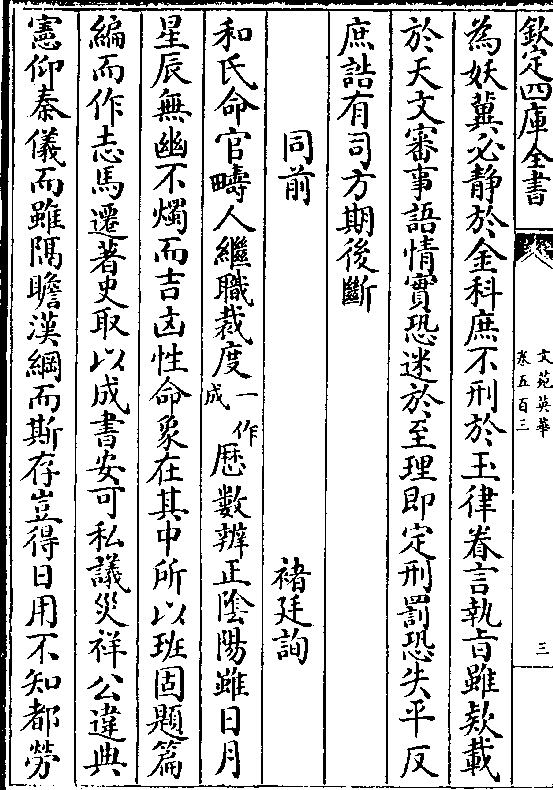 欽定四庫全書
文苑英華
卷五百三
三
為妖冀必静於金科庶不刑於玉律眷言執㫖雖欵載
於天文審事語情實恐迷於至理即定刑罰恐失平反
庶誥有司方期後斷
同前
褚廷詢
和氏命官疇人繼職裁度一作成厯數辨正陰陽雖日月
星辰無幽不燭而吉凶性命象在其中所以班固題篇
編而作志馬遷著史取以成書安可私議災祥公違典
憲仰秦儀而雖隔瞻漢綱而斯存豈得日用不知都勞